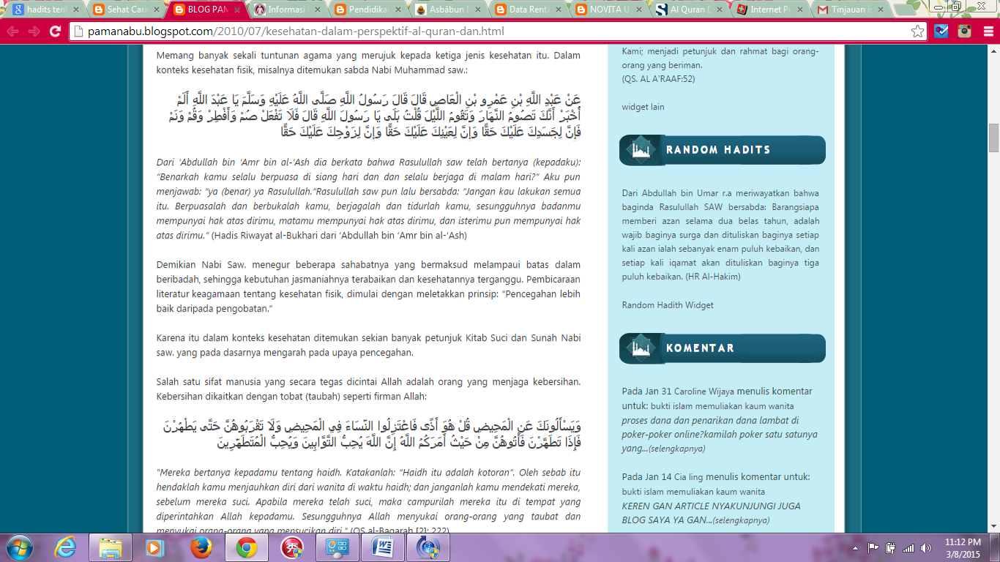 hadits tent
Sehat Cara
BLOG PAM
Informasi
Pendidika
Asbâbun N
Data Renta
NOVITA
Al Quran D
Internet Po
Tinjauan is
pamanabu.blogspot.com/2010/07/kesehatan-dalam-perspektif-al-quran-dan.html
Memang banyak sekali tuntunan agama yang merujuk kepada ketiga jenis kesehatan itu. Dalam
konteks kesehatan fisik, misalnya ditemukan sabda Nabi Muhammad saw.:
عَنْ عَبْدِ اللَّهِ بْنِ عَمْرِو بْنِ الْعَاصِ قَالَ قَالَ رَسُولُ اللَّهِ صَلَّى اللَّهُ عَلَيْهِ وَسَلَّمَ يَا عَبْدَ اللَّهِ أَلَمْ
أُخْبَرْ أَنَّكَ تَصُومُ النَّهَارَ وَتَقُومُ اللَّيْلَ قُلْتُ بَلَى يَا رَسُولَ اللَّهِ قَالَ فَلَا تَفْعَلْ صُمْ وَأَفْطِرْ وَقُمْ وَنَمْ
فَإِنَّ لِجَسَدِكَ عَلَيْكَ حَقًّا وَإِنَّ لِعَيْنِكَ عَلَيْكَ حَقًّا وَإِنَّ لِزَوْجِكَ عَلَيْكَ حَقًّا
Dari ‘Abdullah bin ‘Amr bin al-‘Ash dia berkata bahwa Rasulullah saw telah bertanya (kepadaku):
“Benarkah kamu selalu berpuasa di siang hari dan dan selalu berjaga di malam hari?” Aku pun
menjawab: “ya (benar) ya Rasulullah.”Rasulullah saw pun lalu bersabda: “Jangan kau lakukan semua
itu. Berpuasalah dan berbukalah kamu, berjagalah dan tidurlah kamu, sesungguhnya badanmu
mempunyai hak atas dirimu, matamu mempunyai hak atas dirimu, dan isterimu pun mempunyai hak
atas dirimu.” (Hadis Riwayat al-Bukhari dari ‘Abdullah bin ‘Amr bin al-‘Ash)
Demikian Nabi Saw. menegur beberapa sahabatnya yang bermaksud melampaui batas dalam
beribadah, sehingga kebutuhan jasmaniahnya terabaikan dan kesehatannya terganggu. Pembicaraan
literatur keagamaan tentang kesehatan fisik, dimulai dengan meletakkan prinsip: “Pencegahan lebih
baik daripada pengobatan.”
Karena itu dalam konteks kesehatan ditemukan sekian banyak petunjuk Kitab Suci dan Sunah Nabi
saw. yang pada dasarnya mengarah pada upaya pencegahan.
Salah satu sifat manusia yang secara tegas dicintai Allah adalah orang yang menjaga kebersihan.
Kebersihan dikaitkan dengan tobat (taubah) seperti firman Allah:
وَيَسْأَلُونَكَ عَنِ الْمَحِيضِ قُلْ هُوَ أَذًى فَاعْتَزِلُوا النِّسَاءَ فِي الْمَحِيضِ وَلَا تَقْرَبُوهُنَّ حَتَّى يَطْهُرْنَ
فَإِذَا تَطَهَّرْنَ فَأْتُوهُنَّ مِنْ حَيْثُ أَمَرَكُمُ اللَّهُ إِنَّ اللَّهَ يُحِبُّ التَّوَّابِينَ وَيُحِبُّ الْمُتَطَهِّرِينَ
"Mereka bertanya kepadamu tentang haidh. Katakanlah: “Haidh itu adalah kotoran”. Oleh sebab itu
hendaklah kamu menjauhkan diri dari wanita di waktu haidh; dan janganlah kamu mendekati mereka,
sebelum mereka suci. Apabila mereka telah suci, maka campurilah mereka itu di tempat yang
diperintahkan Allah kepadamu. Sesungguhnya Allah menyukai orang-orang yang taubat dan
menyukai orang-orang yang mensucikan diri." (QS al-Baqarah [2]: 222)
Kami; menjadi petunjuk dan rahmat bagi orang-
orang yang beriman.
(QS. AL A'RAAF:52)
widget lain
RANDOM HADITS
Dari Abdullah bin Umar r.a meriwayatkan bahwa
baginda Rasulullah SAW bersabda: Barangsiapa
memberi azan selama dua belas tahun, adalah
wajib baginya surga dan dituliskan baginya setiap
kali azan ialah sebanyak enam puluh kebaikan, dan
setiap kali iqamat akan dituliskan baginya tiga
puluh kebaikan. (HR Al-Hakim)
Random Hadith Widget
KOMENTAR
Pada Jan 31 Caroline Wijaya menulis komentar
untuk: bukti islam memuliakan kaum wanita
proses dana dan penarikan dana lambat di
poker-poker online?kamilah poker satu satunya
yang...(selengkapnya)
Pada Jan 14 Cia ling menulis komentar untuk:
bukti islam memuliakan kaum wanita
KEREN GAN ARTICLE NYAKUNJUNGI JUGA
BLOG SAYA YA GAN...(selengkapnya)
11:12 PM
3/8/2015